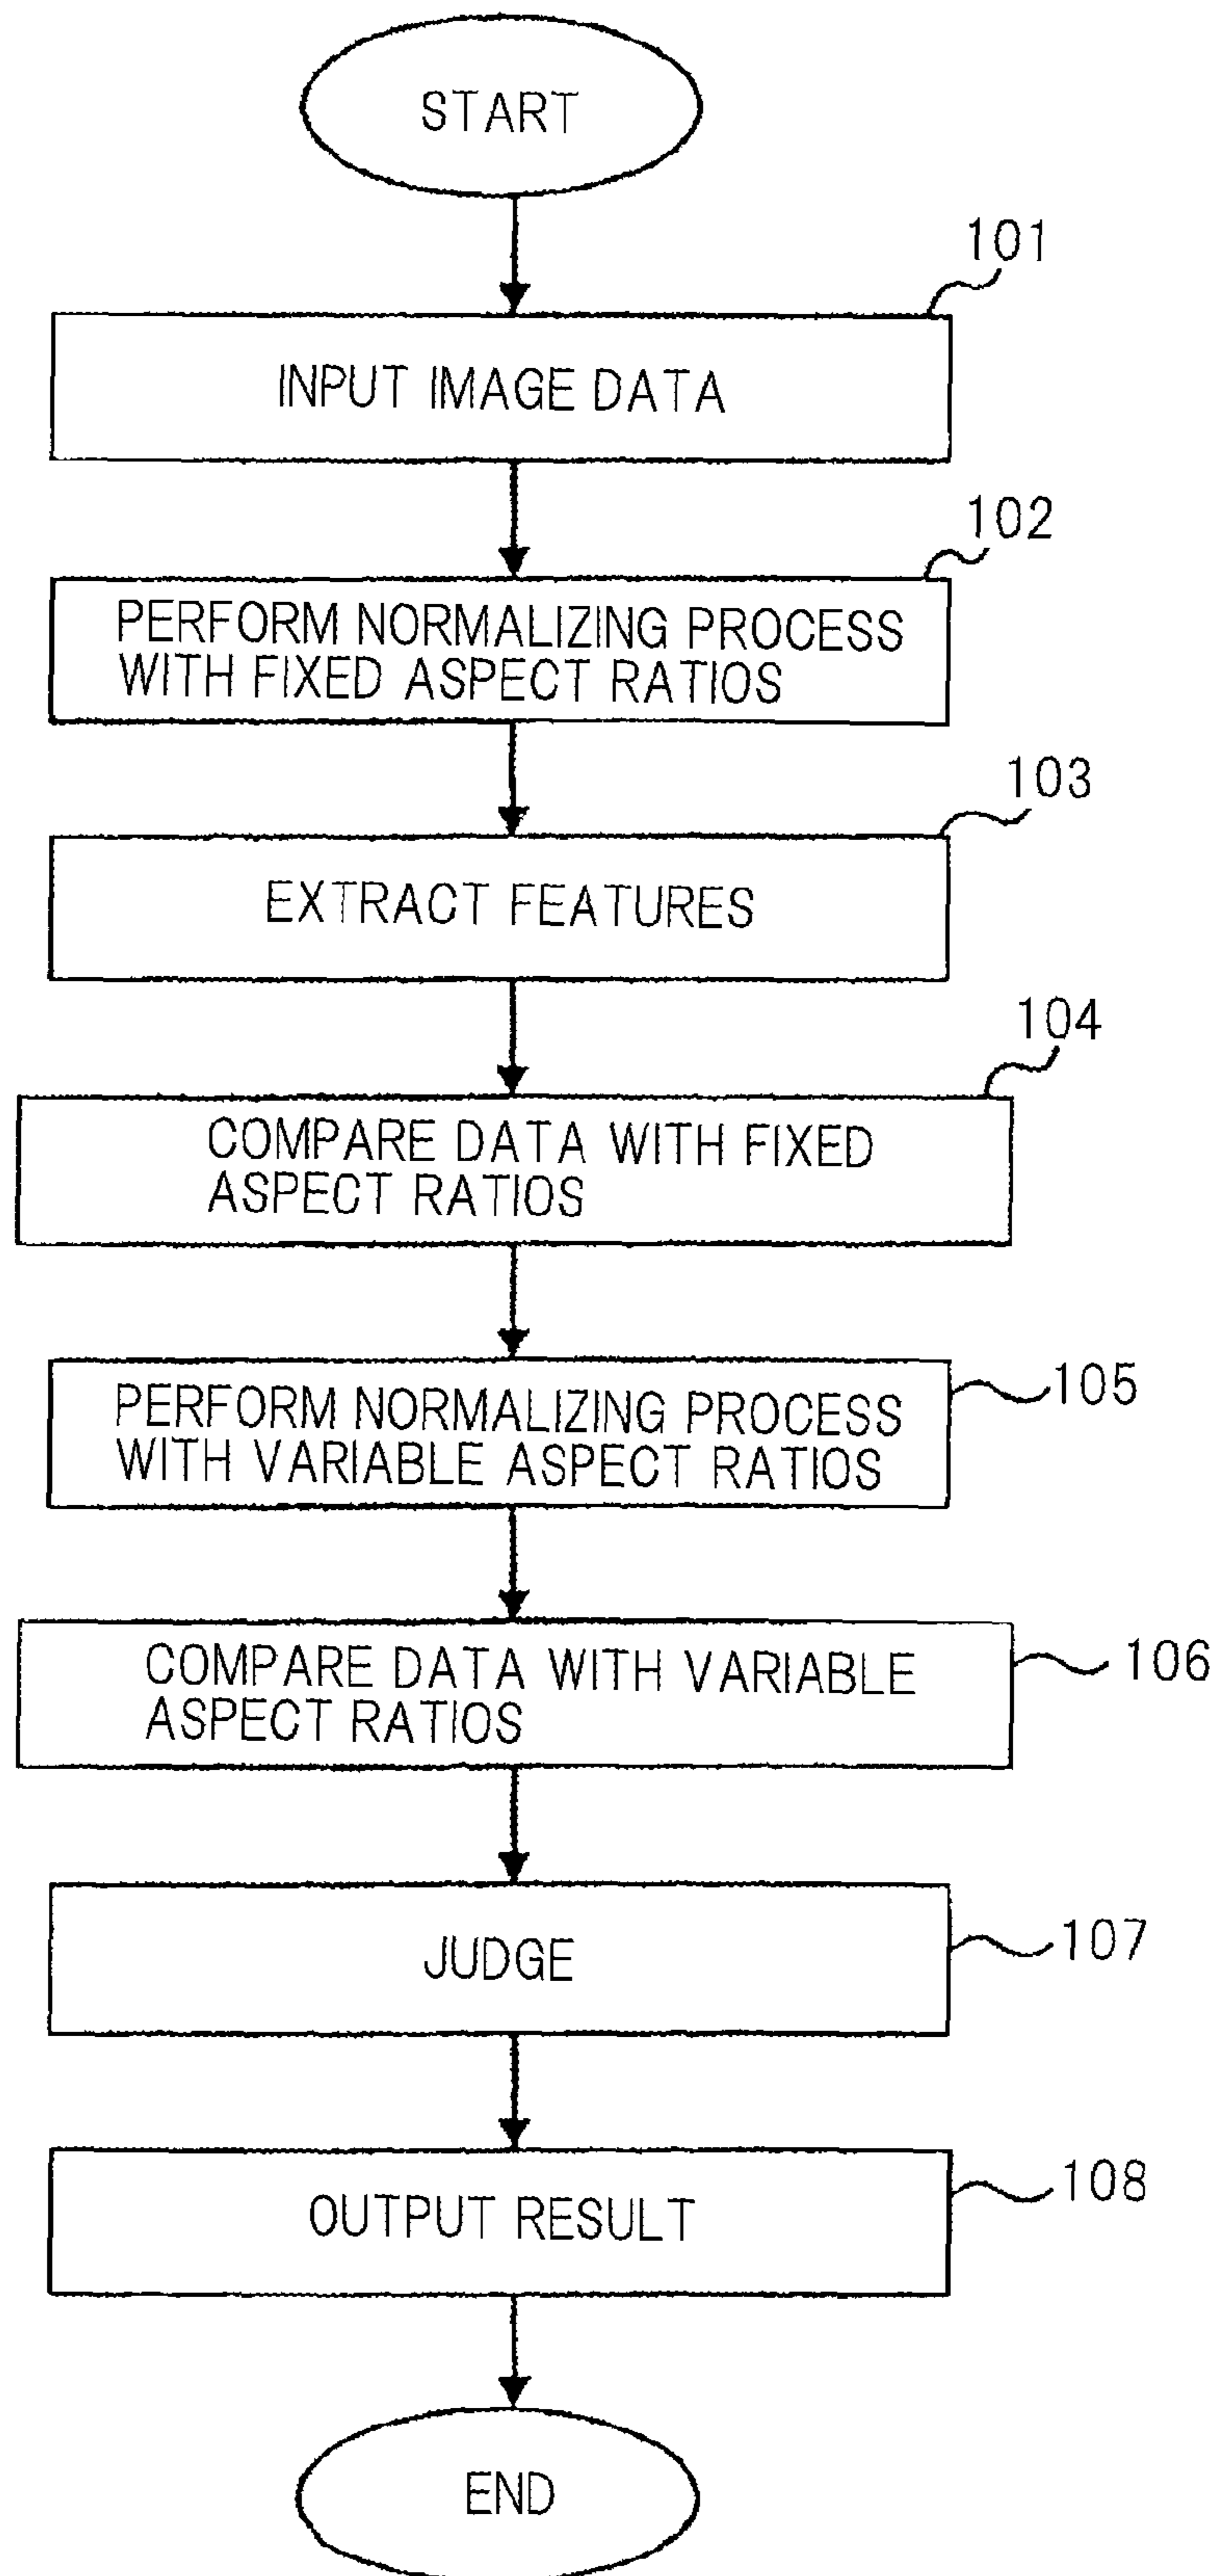 START
101
INPUT IMAGE DATA
102
PERFORM NORMALIZING PROCESS
WITH FIXED ASPECT RATIOS
103
EXTRACT FEATURES
104
COMPARE DATA WITH FIXED
ASPECT RATIOS
105
PERFORM NORMALIZING PROCESS
WITH VARIABLE ASPECT RATIOS
106
COMPARE DATA WITH VARIABLE
ASPECT RATIOS
107
JUDGE
108
OUTPUT RESULT
END